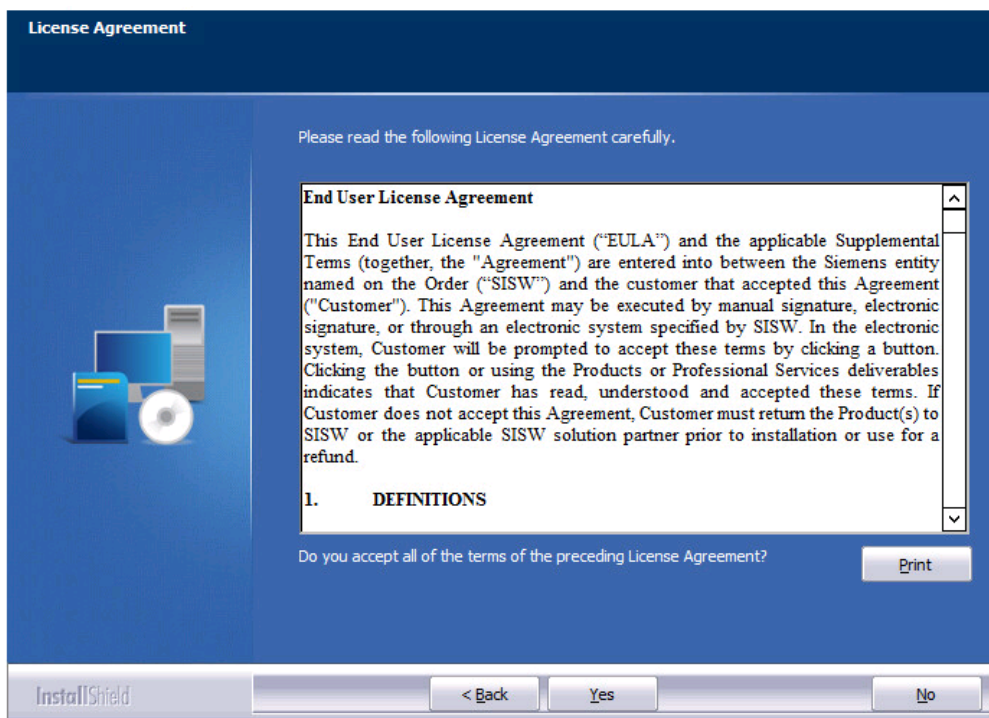 License Agreement
Please read the following License Agreement carefully.
End User License Agreement
This End User License Agreement (“EULA”) and the applicable Supplemental
Terms (together, the "Agreement") are entered into between the Siemens entity
named on the Order (“SISW”) and the customer that accepted this Agreement
("Customer"). This Agreement may be executed by manual signature, electronic
signature, or through an electronic system specified by SISW. In the electronic
system, Customer will be prompted to accept these terms by clicking a button.
Clicking the button or using the Products or Professional Services deliverables
indicates that Customer has read, understood and accepted these terms. If
Customer does not accept this Agreement, Customer must return the Product(s) to
SISW or the applicable SISW solution partner prior to installation or use for a
refund.
1. DEFINITIONS
Do you accept all of the terms of the preceding License Agreement?
Print
InstallShield
< Back
Yes
No